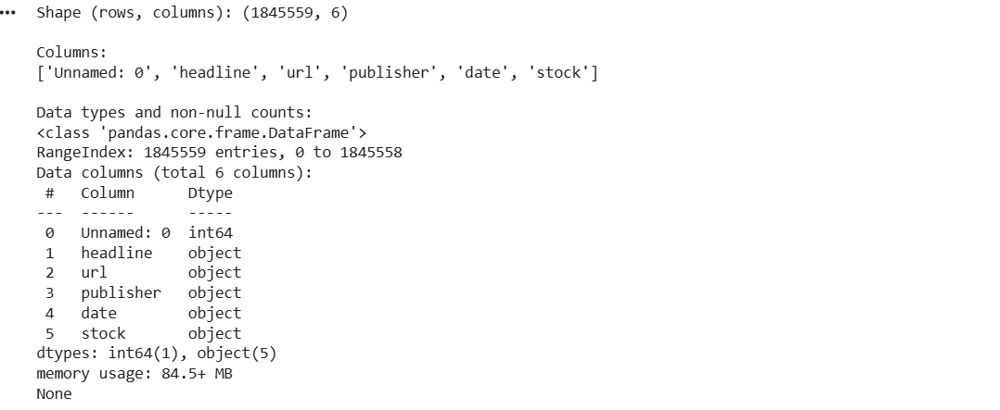 ••• Shape (rows, columns): (1845559, 6)
Columns:
['Unnamed: 0', 'headline', 'url', 'publisher', 'date', 'stock']
Data types and non-null counts:
<class 'pandas.core.frame.DataFrame'>
RangeIndex: 1845559 entries, 0 to 1845558
Data columns (total 6 columns):
 #   Column      Dtype
---  ------      -----
 0   Unnamed: 0  int64
 1   headline    object
 2   url         object
 3   publisher   object
 4   date        object
 5   stock       object
dtypes: int64(1), object(5)
memory usage: 84.5+ MB
None